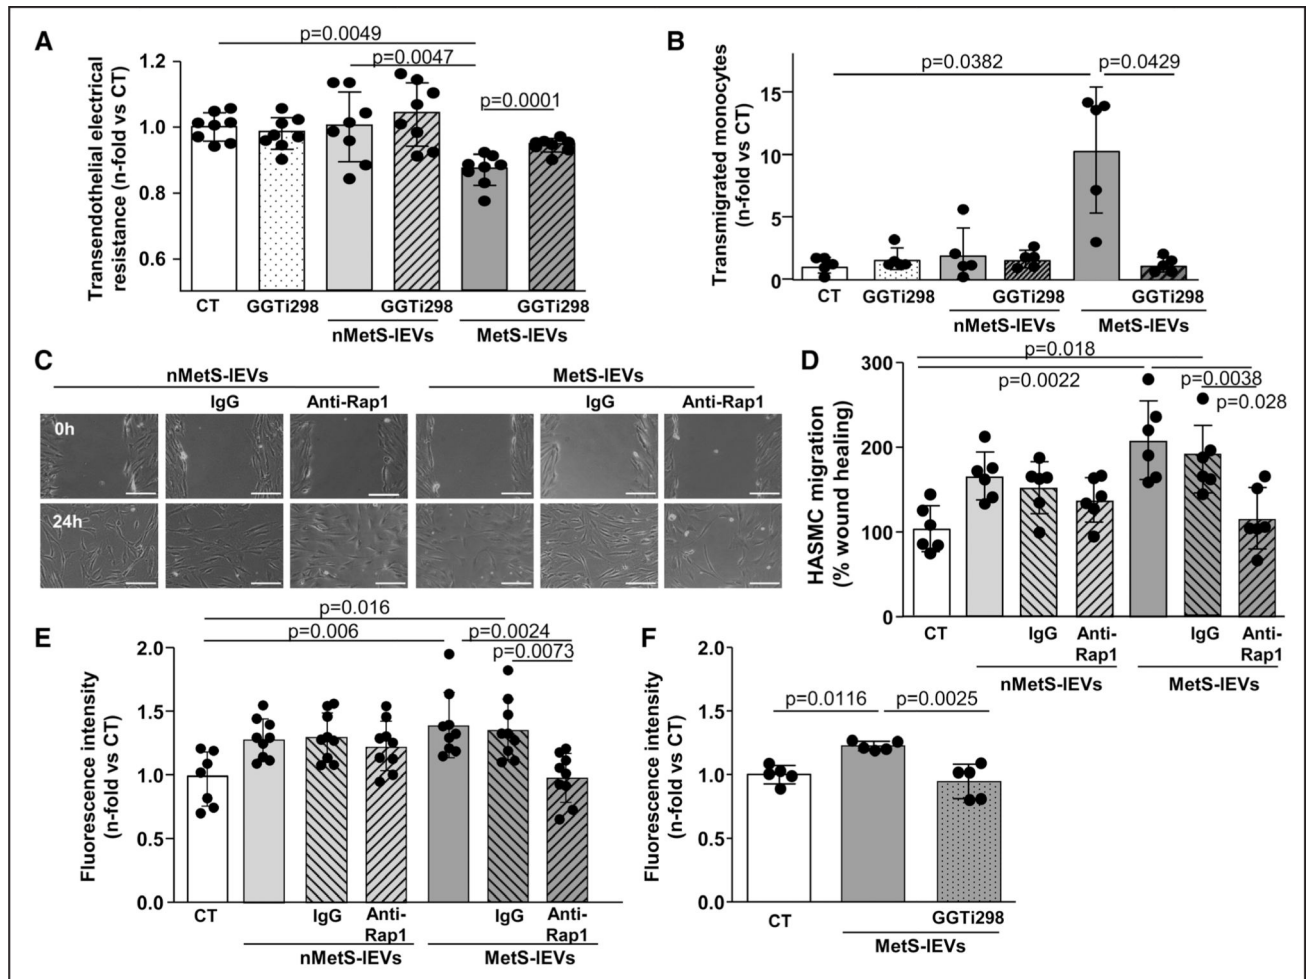 A
p=0.0049
p=0.0047
p=0.0001
Transendothelial electrical
resistance (n-fold vs CT)
1.2
1.0
0.8
0.6
CT GGTi298 GGTi298 GGTi298
nMetS-lEVs MetS-lEVs
B
p=0.0382 p=0.0429
Transmigrated monocytes
(n-fold vs CT)
15
10
5
0
CT GGTi298 GGTi298 GGTi298
nMetS-lEVs MetS-lEVs
C
nMetS-lEVs MetS-lEVs
IgG Anti-Rap1 IgG Anti-Rap1
0h
24h
D
p=0.018
p=0.0022 p=0.0038
p=0.028
HASMC migration
(% wound healing)
300
200
100
0
CT IgG Anti-
Rap1 IgG Anti-
Rap1
nMetS-lEVs MetS-lEVs
E
p=0.016
p=0.006 p=0.0024
p=0.0073
Fluorescence intensity
(n-fold vs CT)
2.0
1.5
1.0
0.5
0.0
CT IgG Anti-
Rap1 IgG Anti-
Rap1
nMetS-lEVs MetS-lEVs
F
p=0.0116 p=0.0025
Fluorescence intensity
(n-fold vs CT)
2.0
1.5
1.0
0.5
0.0
CT GGTi298
MetS-lEVs